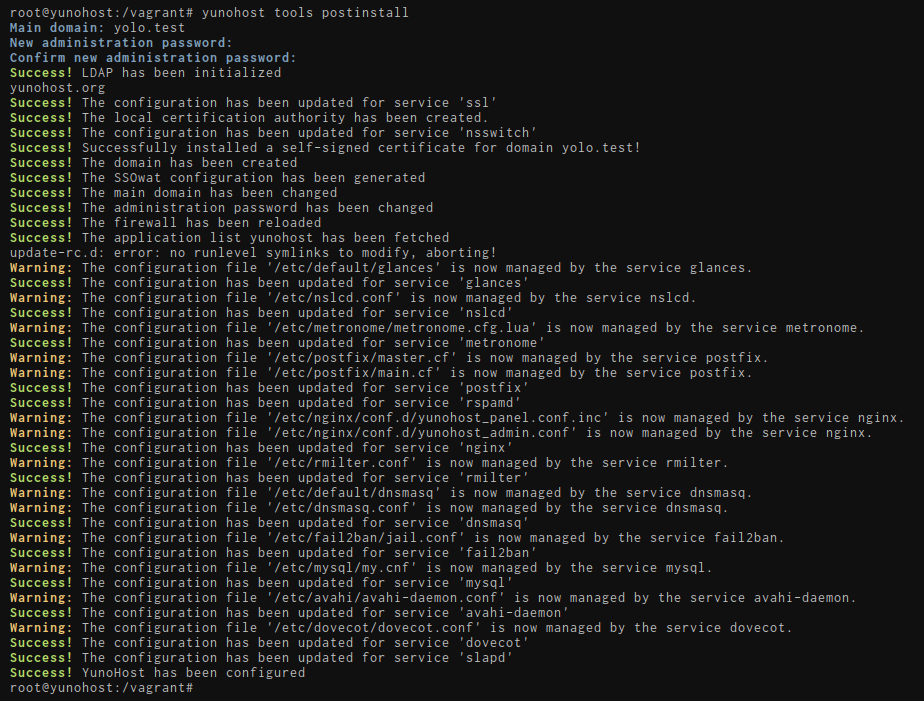 root@yunohost:/vagrant# yunohost tools postinstall
Main domain: yolo.test
New administration password:
Confirm new administration password:
Success! LDAP has been initialized
yunohost.org
Success! The configuration has been updated for service 'ssl'
Success! The local certification authority has been created.
Success! The configuration has been updated for service 'nsswitch'
Success! Successfully installed a self-signed certificate for domain yolo.test!
Success! The domain has been created
Success! The SSOwat configuration has been generated
Success! The main domain has been changed
Success! The administration password has been changed
Success! The firewall has been reloaded
Success! The application list yunohost has been fetched
update-rc.d: error: no runlevel symlinks to modify, aborting!
Warning: The configuration file '/etc/default/glances' is now managed by the service glances.
Success! The configuration has been updated for service 'glances'
Warning: The configuration file '/etc/nslcd.conf' is now managed by the service nslcd.
Success! The configuration has been updated for service 'nslcd'
Warning: The configuration file '/etc/metronome/metronome.cfg.lua' is now managed by the service metronome.
Success! The configuration has been updated for service 'metronome'
Warning: The configuration file '/etc/postfix/master.cf' is now managed by the service postfix.
Warning: The configuration file '/etc/postfix/main.cf' is now managed by the service postfix.
Success! The configuration has been updated for service 'postfix'
Success! The configuration has been updated for service 'rspamd'
Warning: The configuration file '/etc/nginx/conf.d/yunohost_panel.conf.inc' is now managed by the service nginx.
Warning: The configuration file '/etc/nginx/conf.d/yunohost_admin.conf' is now managed by the service nginx.
Success! The configuration has been updated for service 'nginx'
Warning: The configuration file '/etc/rmilter.conf' is now managed by the service rmilter.
Success! The configuration has been updated for service 'rmilter'
Warning: The configuration file '/etc/default/dnsmasq' is now managed by the service dnsmasq.
Warning: The configuration file '/etc/dnsmasq.conf' is now managed by the service dnsmasq.
Success! The configuration has been updated for service 'dnsmasq'
Warning: The configuration file '/etc/fail2ban/jail.conf' is now managed by the service fail2ban.
Success! The configuration has been updated for service 'fail2ban'
Warning: The configuration file '/etc/mysql/my.cnf' is now managed by the service mysql.
Success! The configuration has been updated for service 'mysql'
Warning: The configuration file '/etc/avahi/avahi-daemon.conf' is now managed by the service avahi-daemon.
Success! The configuration has been updated for service 'avahi-daemon'
Warning: The configuration file '/etc/dovecot/dovecot.conf' is now managed by the service dovecot.
Success! The configuration has been updated for service 'dovecot'
Success! The configuration has been updated for service 'slapd'
Success! YunoHost has been configured
root@yunohost:/vagrant#